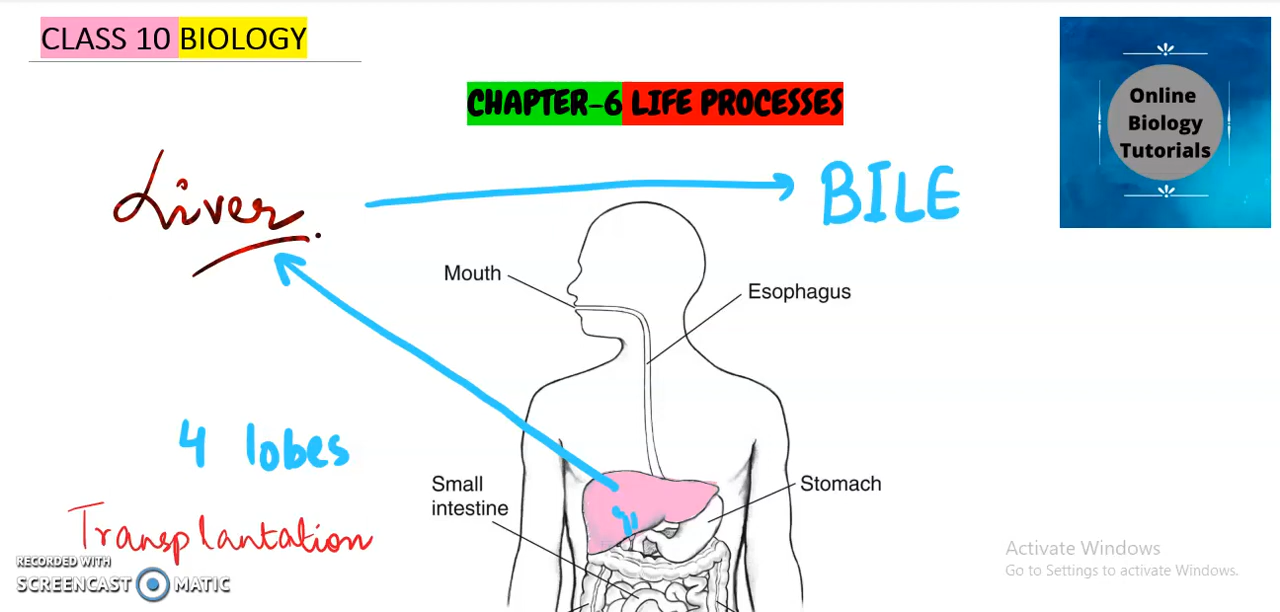 CLASS 10 BIOLOGY
CHAPTER-6 LIFE PROCESSES
Online
Biology
Tutorials
Liver.
BILE
Mouth
Esophagus
4 lobes
Small
intestine
Stomach
Transplantation
RECORDED WITH
SCREENCAST MATIC
Activate Windows
Go to Settings to activate Windows.